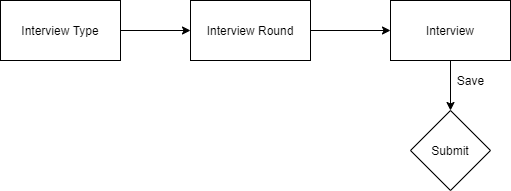 Interview Type
Interview Round
Interview
Save
Submit